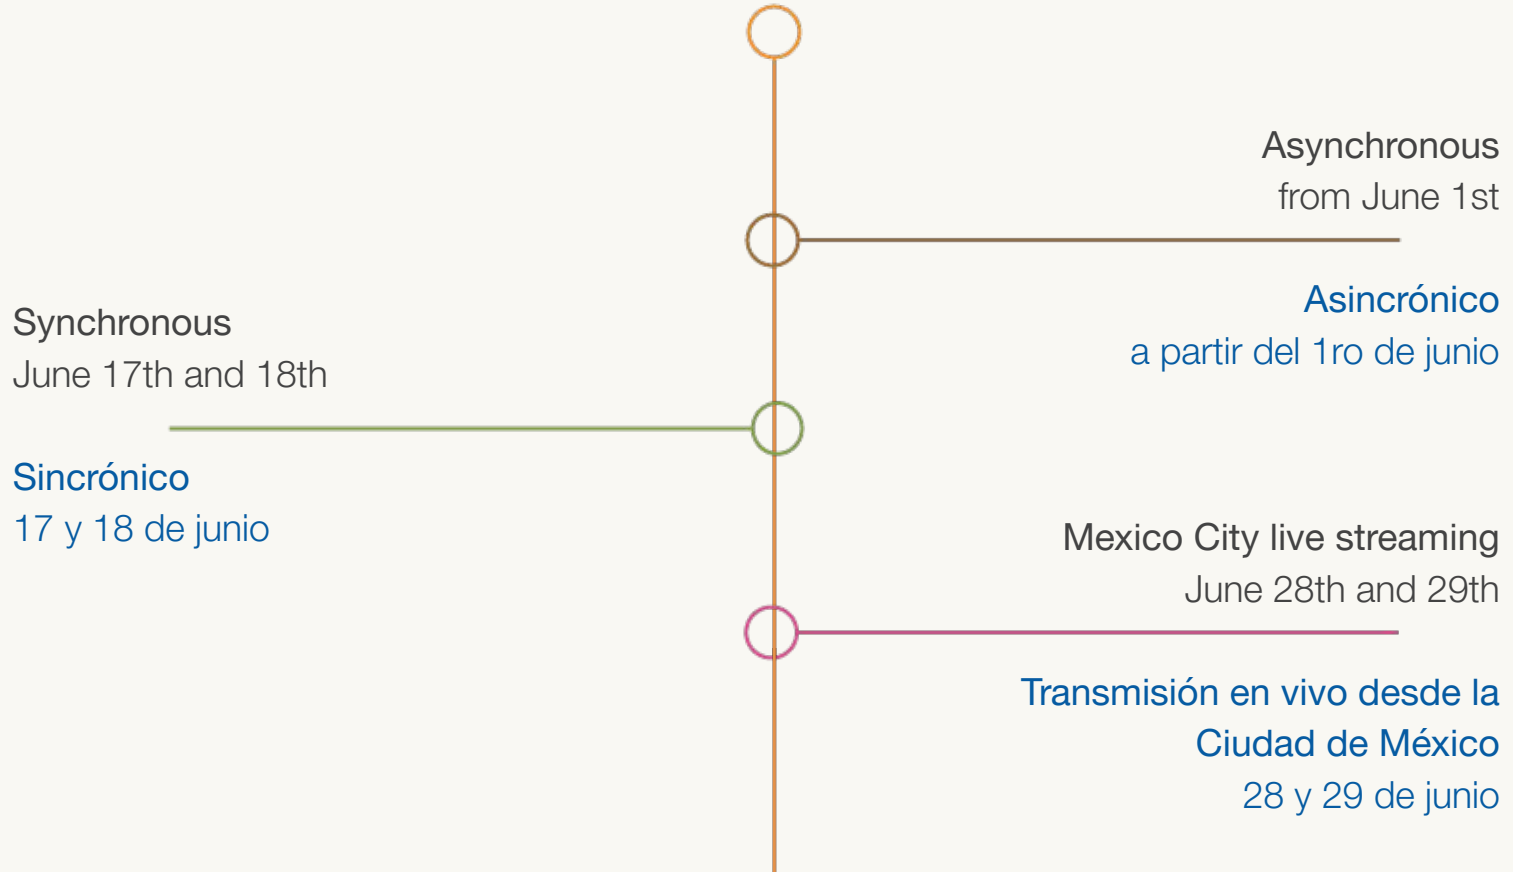 Asynchronous
from June 1st
Asincrónico
a partir del 1ro de junio
Synchronous
June 17th and 18th
Sincrónico
17 y 18 de junio
Mexico City live streaming
June 28th and 29th
Transmisión en vivo desde la
Ciudad de México
28 y 29 de junio